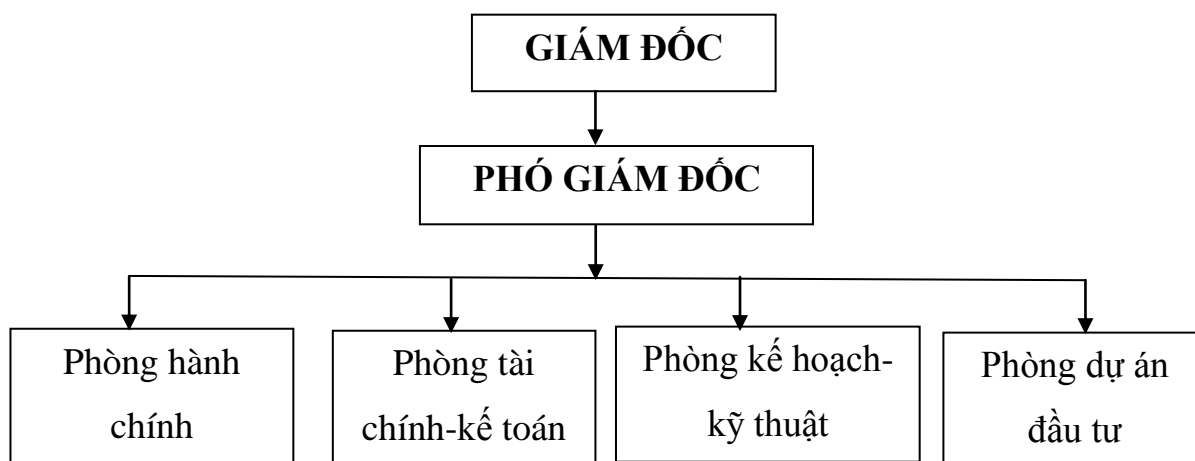 GIÁM ĐỐC
PHÓ GIÁM ĐỐC
Phòng hành
chính
Phòng tài
chính-kế toán
Phòng kế hoạch-
kỹ thuật
Phòng dự án
đầu tư